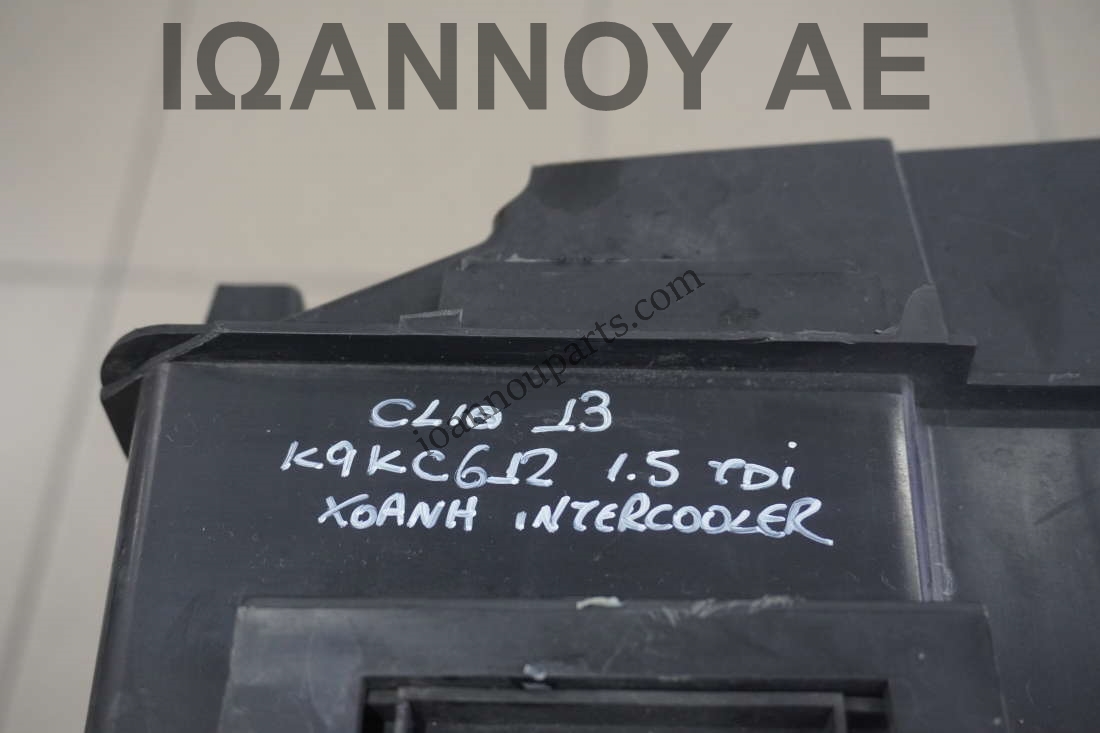 ΙΩΑΝΝΟΥ ΑΕ
ioannouparts.com
CLIO 13
K9KC612 1.5 TDi
ΧΟΑΝΗ INTERCOOLER